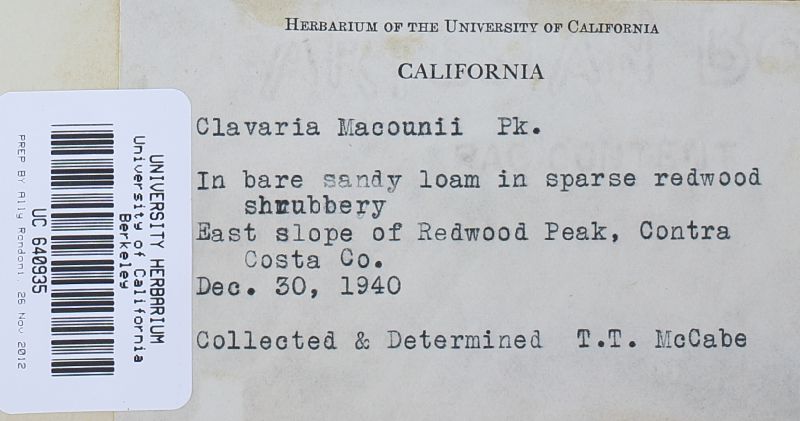 HERBARIUM OF THE UNIVERSITY OF CALIFORNIA
CALIFORNIA
Clavaria Macounii Pk.
In bare sandy loam in sparse redwood
shrubbery
East slope of Redwood Peak, Contra
Costa Co.
Dec. 30, 1940
Collected & Determined T.T. McCabe
UNIVERSITY HERBARIUM
University of California
Berkeley
UC 640935
PREP BY Ally Rondoni. 26 Nov 2012